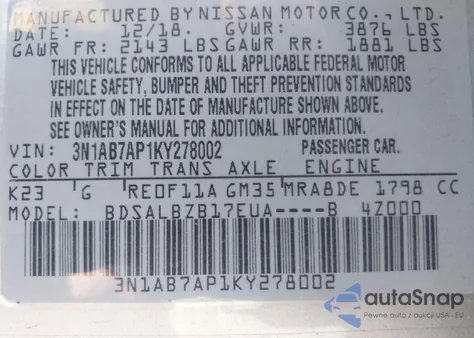 MANUFACTURED BY NISSAN MOTOR CO., LTD.
DATE: 12/18. GVWR: 3876 LBS
GAWR FR: 2143 LBS GAWR RR: 1881 LBS
THIS VEHICLE CONFORMS TO ALL APPLICABLE FEDERAL MOTOR
VEHICLE SAFETY, BUMPER AND THEFT PREVENTION STANDARDS
IN EFFECT ON THE DATE OF MANUFACTURE SHOWN ABOVE.
SEE OWNER'S MANUAL FOR ADDITIONAL INFORMATION.
VIN: 3N1AB7AP1KY278002 PASSENGER CAR.
COLOR TRIM TRANS AXLE ENGINE
K23 G RE0F11A GM35 MRA8DE 1798 CC
MODEL: BDSALBZB17EUA----B 4Z000
3N1AB7AP1KY278002
autoSnap
Pewne auta z aukcji USA - EU